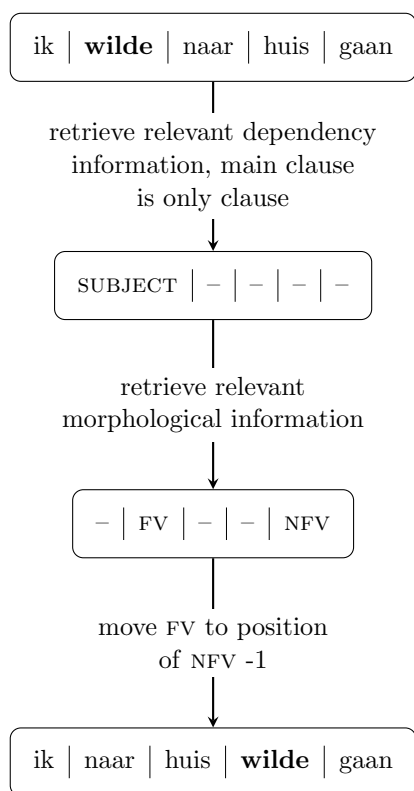 ik | wilde | naar | huis | gaan
retrieve relevant dependency
information, main clause
is only clause
SUBJECT | – | – | – | –
retrieve relevant
morphological information
– | FV | – | – | NFV
move FV to position
of NFV -1
ik | naar | huis | wilde | gaan